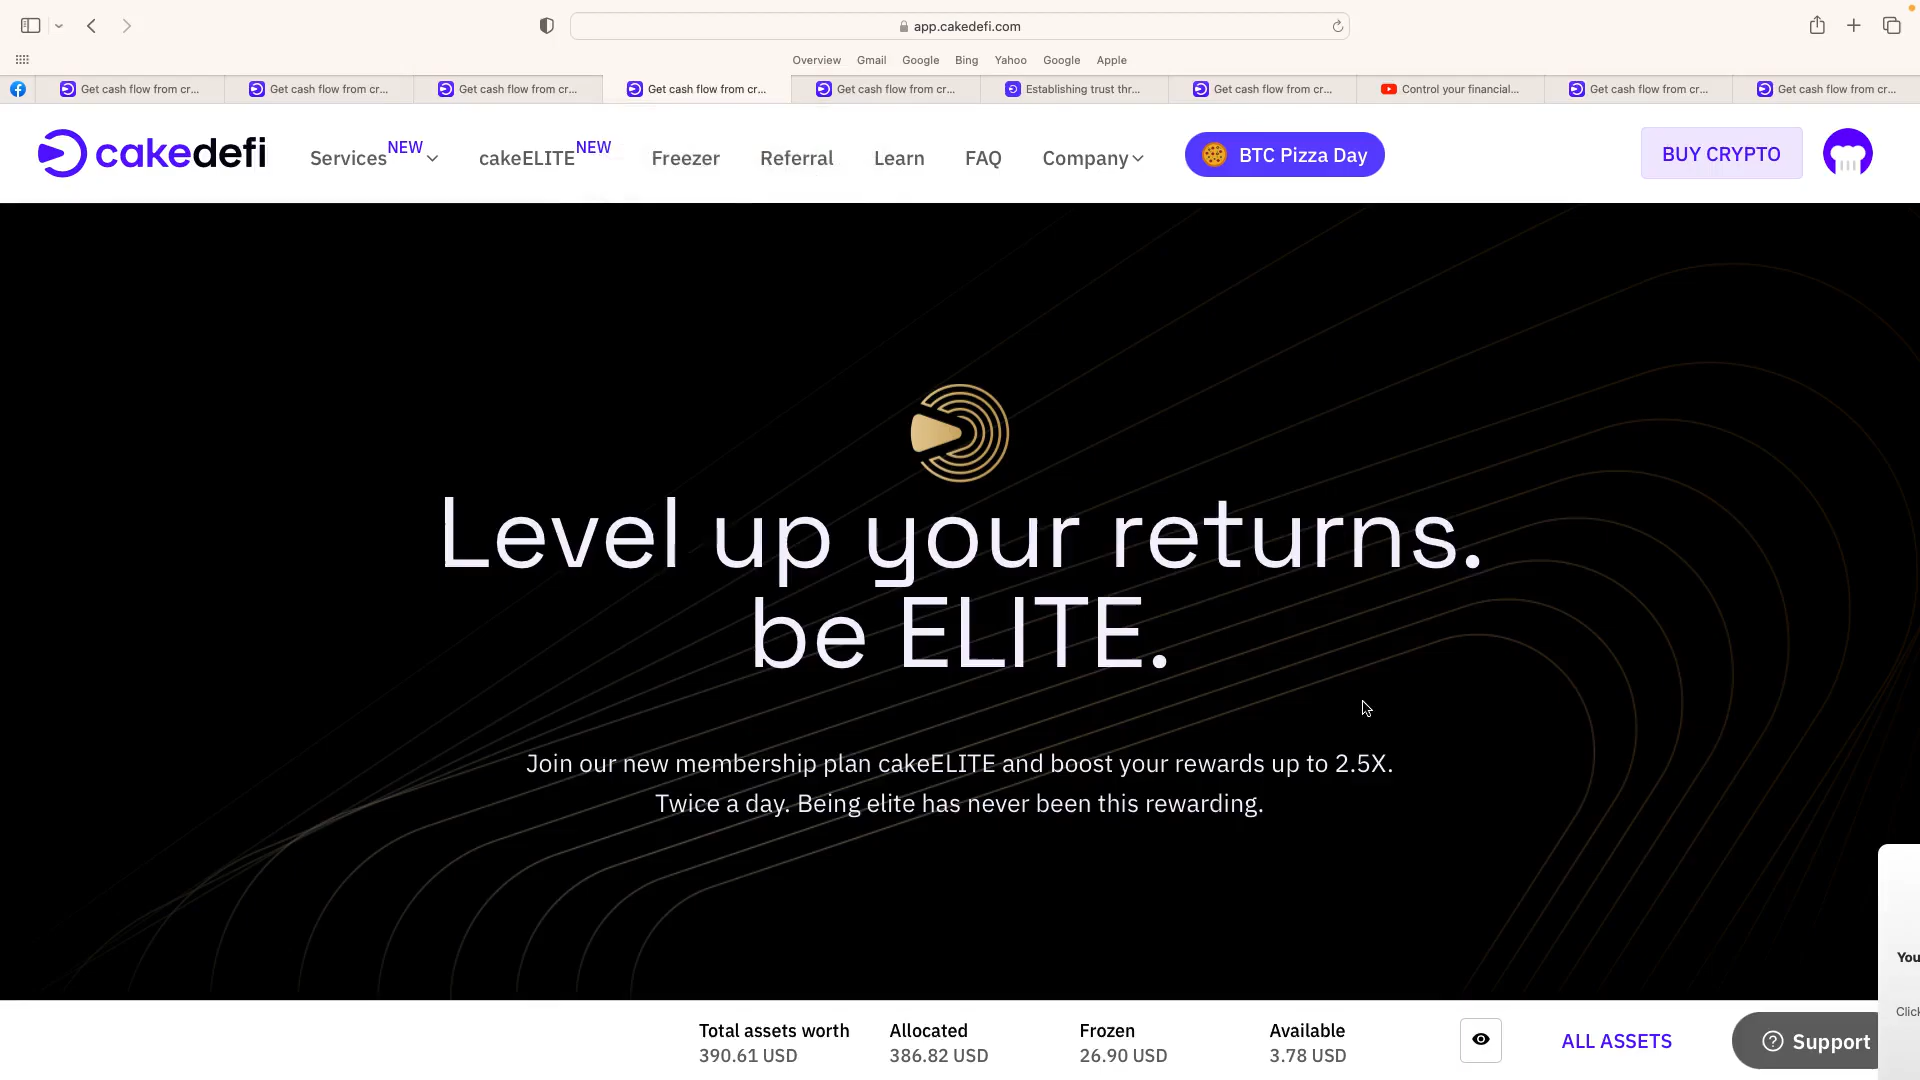 app.cakedefi.com
Overview Gmail Google Bing Yahoo Google Apple
Get cash flow from cr... Get cash flow from cr... Get cash flow from cr... Get cash flow from cr... Get cash flow from cr... Establishing trust thr... Get cash flow from cr... Control your financial... Get cash flow from cr... Get cash flow from cr...
cakedefi Services NEW cakeELITE NEW Freezer Referral Learn FAQ Company BTC Pizza Day BUY CRYPTO
Level up your returns.
be ELITE.
Join our new membership plan cakeELITE and boost your rewards up to 2.5X.
Twice a day. Being elite has never been this rewarding.
You
Total assets worth Allocated Frozen Available
390.61 USD 386.82 USD 26.90 USD 3.78 USD
ALL ASSETS
Support